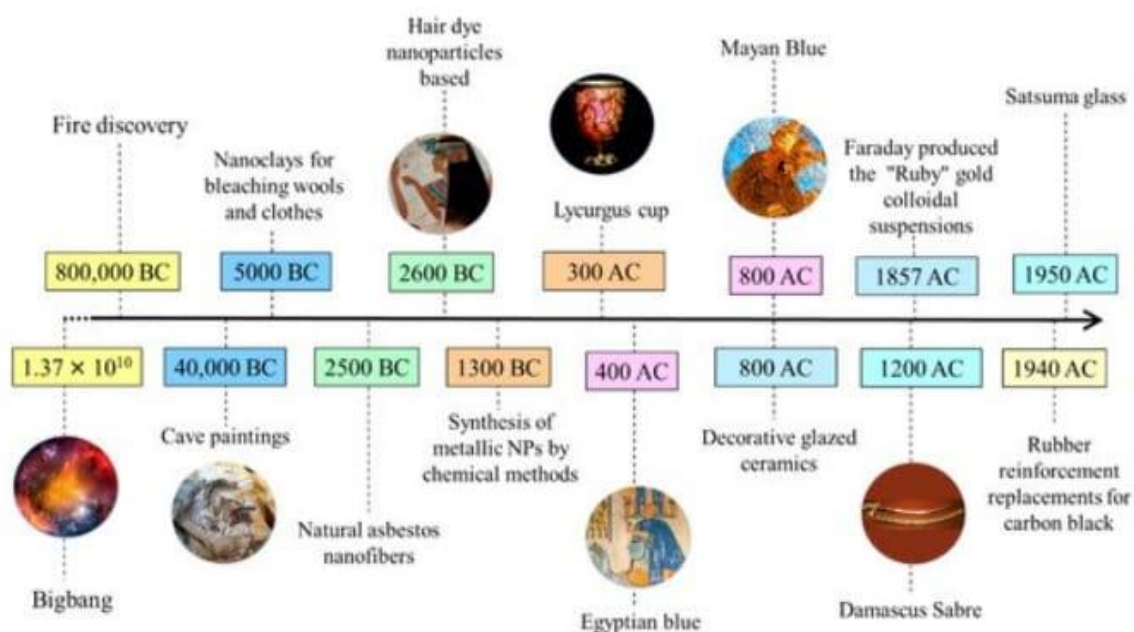 Hair dye
nanoparticles
based
Mayan Blue
Satsuma glass
Fire discovery
Nanoclays for
bleaching wools
and clothes
Lycurgus cup
Faraday produced
the "Ruby" gold
colloidal
suspensions
800,000 BC
5000 BC
2600 BC
300 AC
800 AC
1857 AC
1950 AC
1.37 × 10¹⁰
40,000 BC
2500 BC
1300 BC
400 AC
800 AC
1200 AC
1940 AC
Cave paintings
Synthesis of
metallic NPs by
chemical methods
Decorative glazed
ceramics
Rubber
reinforcement
replacements for
carbon black
Natural asbestos
nanofibers
Bigbang
Egyptian blue
Damascus Sabre